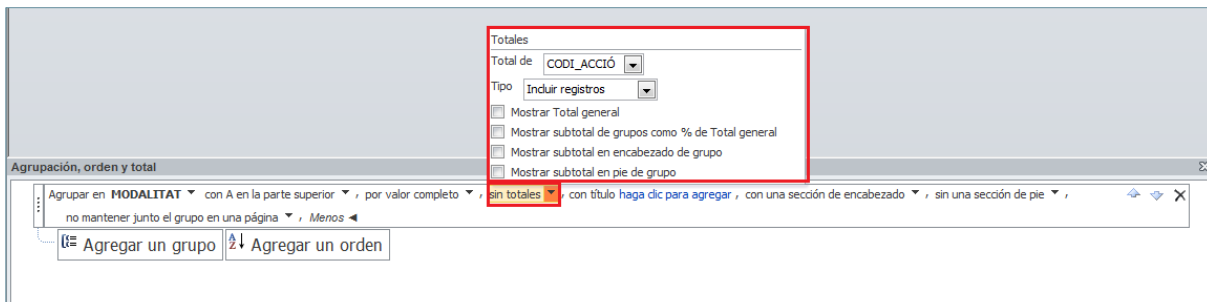 Totales
Total de CODI_ACCIÓ
Tipo Incluir registros
Mostrar Total general
Mostrar subtotal de grupos como % de Total general
Mostrar subtotal en encabezado de grupo
Mostrar subtotal en pie de grupo
Agrupación, orden y total
Agrupar en MODALITAT con A en la parte superior , por valor completo , sin totales , con título haga clic para agregar , con una sección de encabezado , sin una sección de pie ,
no mantener junto el grupo en una página , Menos
Agregar un grupo Agregar un orden